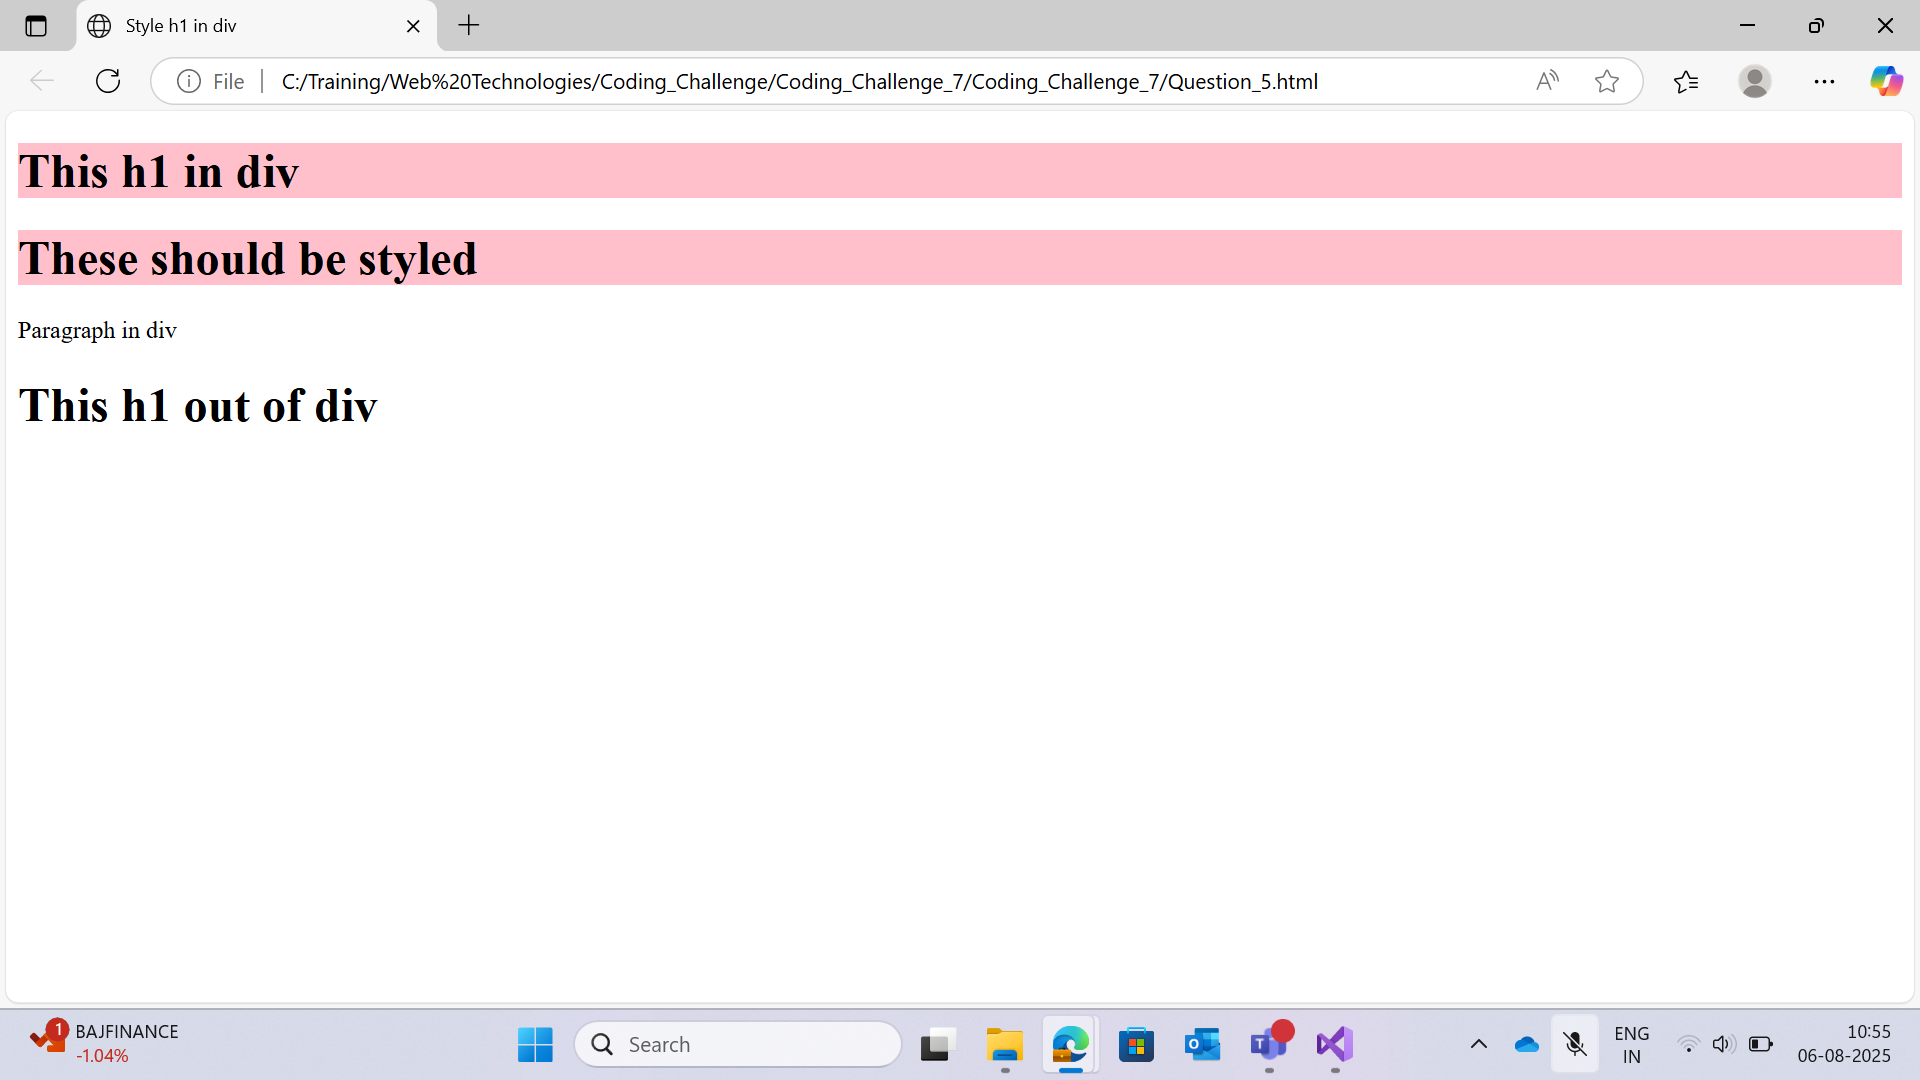 Style h1 in div
File
C:/Training/Web%20Technologies/Coding_Challenge/Coding_Challenge_7/Coding_Challenge_7/Question_5.html
This h1 in div
These should be styled
Paragraph in div
This h1 out of div
1
BAJFINANCE
-1.04%
Search
ENG
IN
10:55
06-08-2025